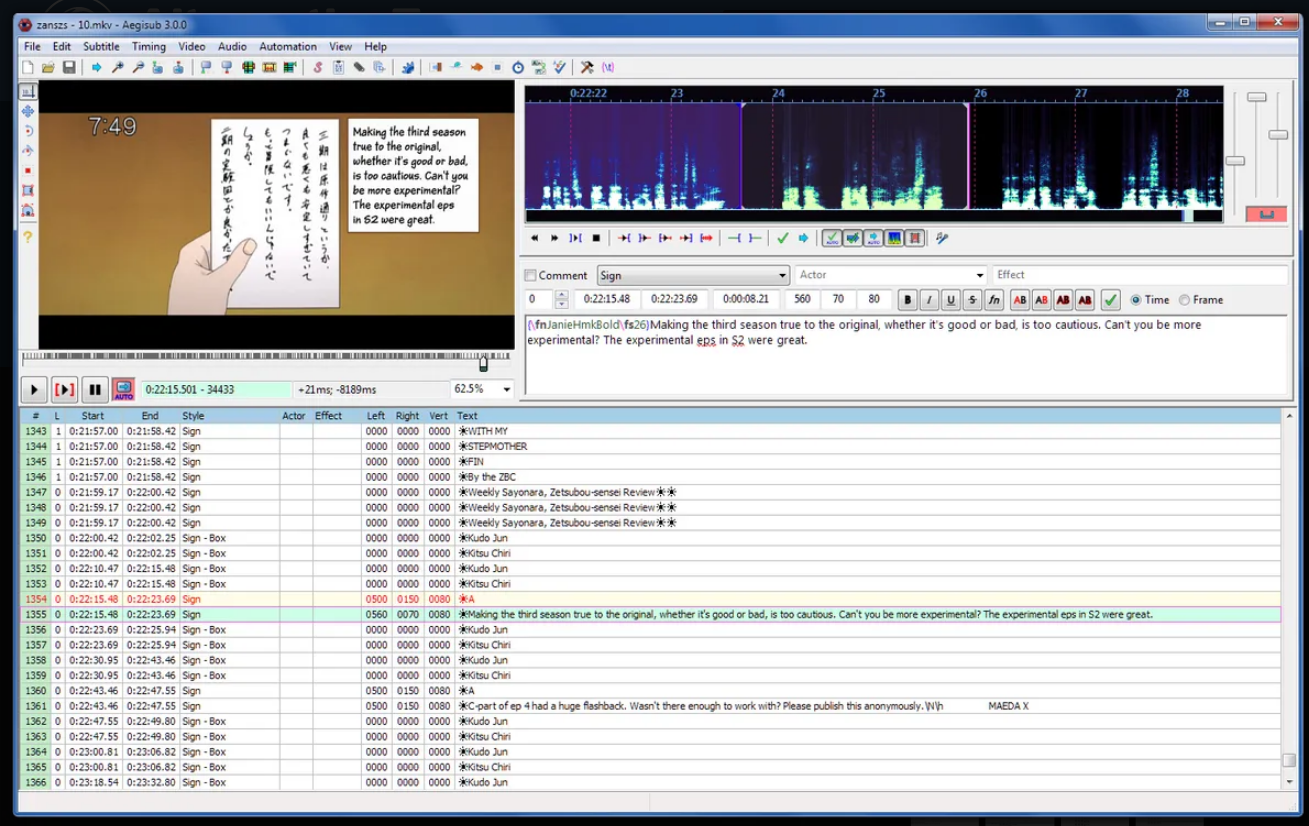 zanszs - 10.mkv - Aegisub 3.0.0
File Edit Subtitle Timing Video Audio Automation View Help
7:49
三期は原作通りというか、
良くも悪くも安定しすぎていて
つまらないです。
もっと冒険してもいいんじゃないで
しょうか。
二期の実験回とか良かったで
Making the third season
true to the original,
whether it's good or bad,
is too cautious. Can't you
be more experimental?
The experimental eps
in S2 were great.
AUTO 0:22:15.501 - 34433 +21ms; -8189ms 62.5%
0:22:22 23 24 25 26 27 28
AUTO AUTO
Comment Sign Actor Effect
0 0:22:15.48 0:22:23.69 0:00:08.21 560 70 80 B I U S fn AB AB AB AB Time Frame
{\fnJanieHmkBold\fs26}Making the third season true to the original, whether it's good or bad, is too cautious. Can't you be more
experimental? The experimental eps in S2 were great.
# L Start End Style Actor Effect Left Right Vert Text
1343 1 0:21:57.00 0:21:58.42 Sign 0000 0000 0000 ☀WITH MY
1344 1 0:21:57.00 0:21:58.42 Sign 0000 0000 0000 ☀STEPMOTHER
1345 1 0:21:57.00 0:21:58.42 Sign 0000 0000 0000 ☀FIN
1346 1 0:21:57.00 0:21:58.42 Sign 0000 0000 0000 ☀By the ZBC
1347 0 0:21:59.17 0:22:00.42 Sign 0000 0000 0000 ☀Weekly Sayonara, Zetsubou-sensei Review☀☀
1348 0 0:21:59.17 0:22:00.42 Sign 0000 0000 0000 ☀Weekly Sayonara, Zetsubou-sensei Review☀☀
1349 0 0:21:59.17 0:22:00.42 Sign 0000 0000 0000 ☀Weekly Sayonara, Zetsubou-sensei Review☀☀
1350 0 0:22:00.42 0:22:02.25 Sign - Box 0000 0000 0000 ☀Kudo Jun
1351 0 0:22:00.42 0:22:02.25 Sign - Box 0000 0000 0000 ☀Kitsu Chiri
1352 0 0:22:10.47 0:22:15.48 Sign - Box 0000 0000 0000 ☀Kudo Jun
1353 0 0:22:10.47 0:22:15.48 Sign - Box 0000 0000 0000 ☀Kitsu Chiri
1354 0 0:22:15.48 0:22:23.69 Sign 0500 0150 0080 ☀A
1355 0 0:22:15.48 0:22:23.69 Sign 0560 0070 0080 ☀Making the third season true to the original, whether it's good or bad, is too cautious. Can't you be more experimental? The experimental eps in S2 were great.
1356 0 0:22:23.69 0:22:25.94 Sign - Box 0000 0000 0000 ☀Kudo Jun
1357 0 0:22:23.69 0:22:25.94 Sign - Box 0000 0000 0000 ☀Kitsu Chiri
1358 0 0:22:30.95 0:22:43.46 Sign - Box 0000 0000 0000 ☀Kudo Jun
1359 0 0:22:30.95 0:22:43.46 Sign - Box 0000 0000 0000 ☀Kitsu Chiri
1360 0 0:22:43.46 0:22:47.55 Sign 0500 0150 0080 ☀A
1361 0 0:22:43.46 0:22:47.55 Sign 0500 0150 0080 ☀C-part of ep 4 had a huge flashback. Wasn't there enough to work with? Please publish this anonymously.\N\h MAEDA X
1362 0 0:22:47.55 0:22:49.80 Sign - Box 0000 0000 0000 ☀Kudo Jun
1363 0 0:22:47.55 0:22:49.80 Sign - Box 0000 0000 0000 ☀Kitsu Chiri
1364 0 0:23:00.81 0:23:06.82 Sign - Box 0000 0000 0000 ☀Kudo Jun
1365 0 0:23:00.81 0:23:06.82 Sign - Box 0000 0000 0000 ☀Kitsu Chiri
1366 0 0:23:18.54 0:23:32.80 Sign - Box 0000 0000 0000 ☀Kudo Jun